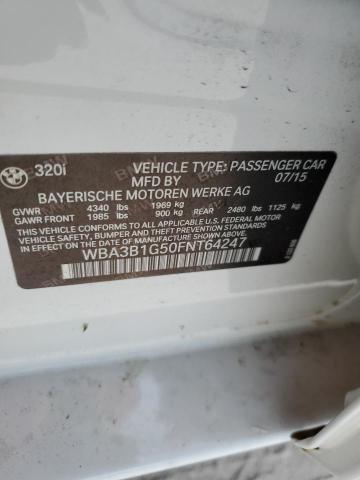 BMW 320i VEHICLE TYPE: PASSENGER CAR
MFD BY 07/15
BAYERISCHE MOTOREN WERKE AG
GVWR 4340 lbs 1969 kg
GAWR FRONT 1985 lbs 900 kg REAR 2480 lbs 1125 kg
THIS VEHICLE CONFORMS TO ALL APPLICABLE U.S. FEDERAL MOTOR
VEHICLE SAFETY, BUMPER, AND THEFT PREVENTION STANDARDS IN
EFFECT ON THE DATE OF MANUFACTURE SHOWN ABOVE.
WBA3B1G50FNT64247